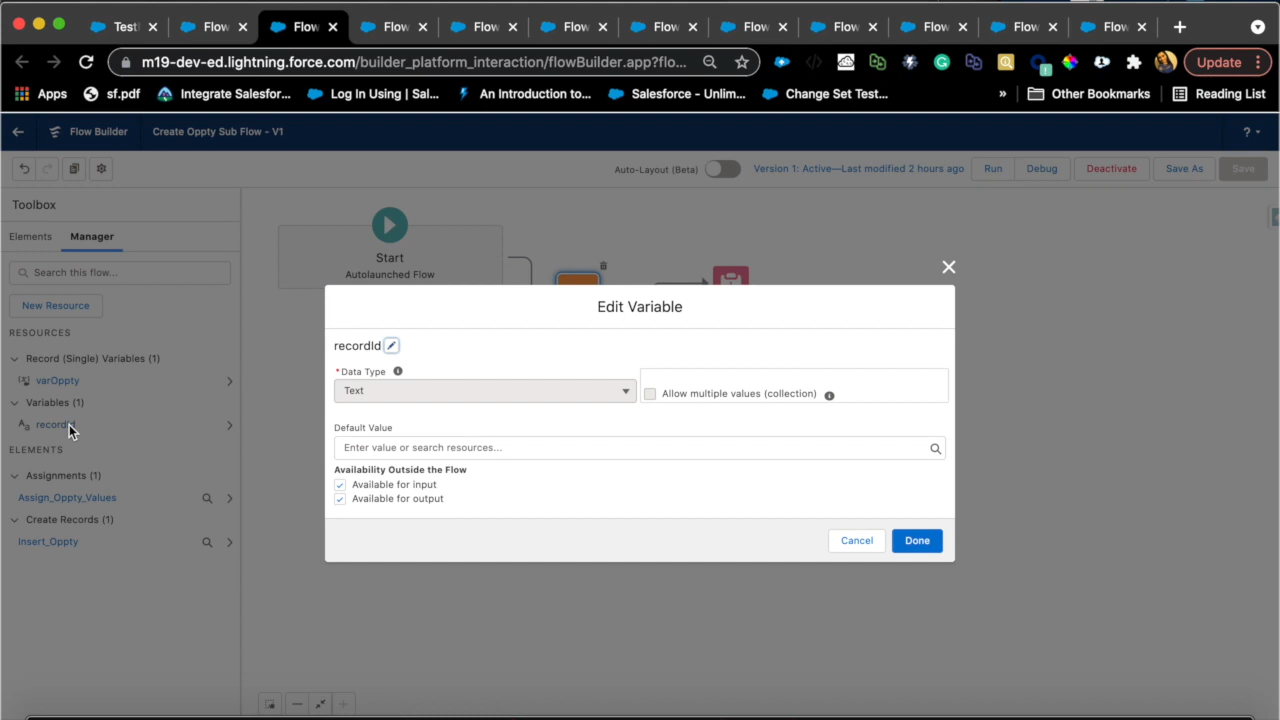 Testi
Flow
Flow
Flow
Flow
Flow
Flow
Flow
Flow
Flow
Flow
Flow
m19-dev-ed.lightning.force.com/builder_platform_interaction/flowBuilder.app?flo...
Update
Apps
sf.pdf
Integrate Salesfor...
Log In Using | Sal...
An Introduction to...
Salesforce - Unlim...
Change Set Test...
»
Other Bookmarks
Reading List
Flow Builder
Create Oppty Sub Flow - V1
?
Auto-Layout (Beta)
Version 1: Active—Last modified 2 hours ago
Run
Debug
Deactivate
Save As
Save
Toolbox
Elements
Manager
Search this flow...
New Resource
RESOURCES
Record (Single) Variables (1)
varOppty
Variables (1)
recordId
ELEMENTS
Assignments (1)
Assign_Oppty_Values
Create Records (1)
Insert_Oppty
Start
Autolaunched Flow
Edit Variable
recordId
*Data Type
Text
Allow multiple values (collection)
Default Value
Enter value or search resources...
Availability Outside the Flow
Available for input
Available for output
Cancel
Done